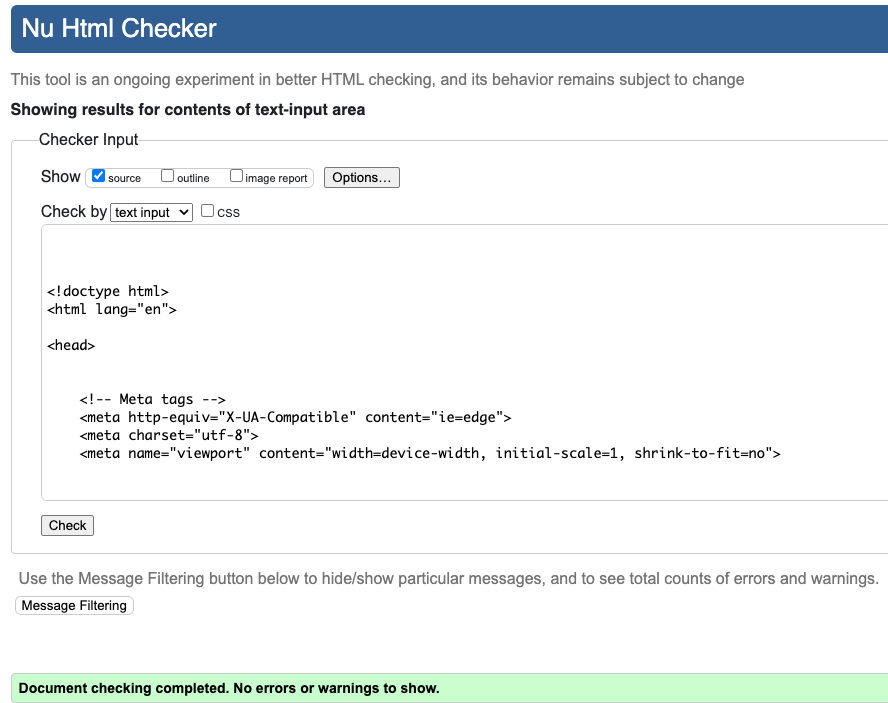 Nu Html Checker
This tool is an ongoing experiment in better HTML checking, and its behavior remains subject to change
Showing results for contents of text-input area
Checker Input
Show source outline image report Options...
Check by text input CSS
<!doctype html>
<html lang="en">
<head>
<!-- Meta tags -->
<meta http-equiv="X-UA-Compatible" content="ie=edge">
<meta charset="utf-8">
<meta name="viewport" content="width=device-width, initial-scale=1, shrink-to-fit=no">
Check
Use the Message Filtering button below to hide/show particular messages, and to see total counts of errors and warnings.
Message Filtering
Document checking completed. No errors or warnings to show.